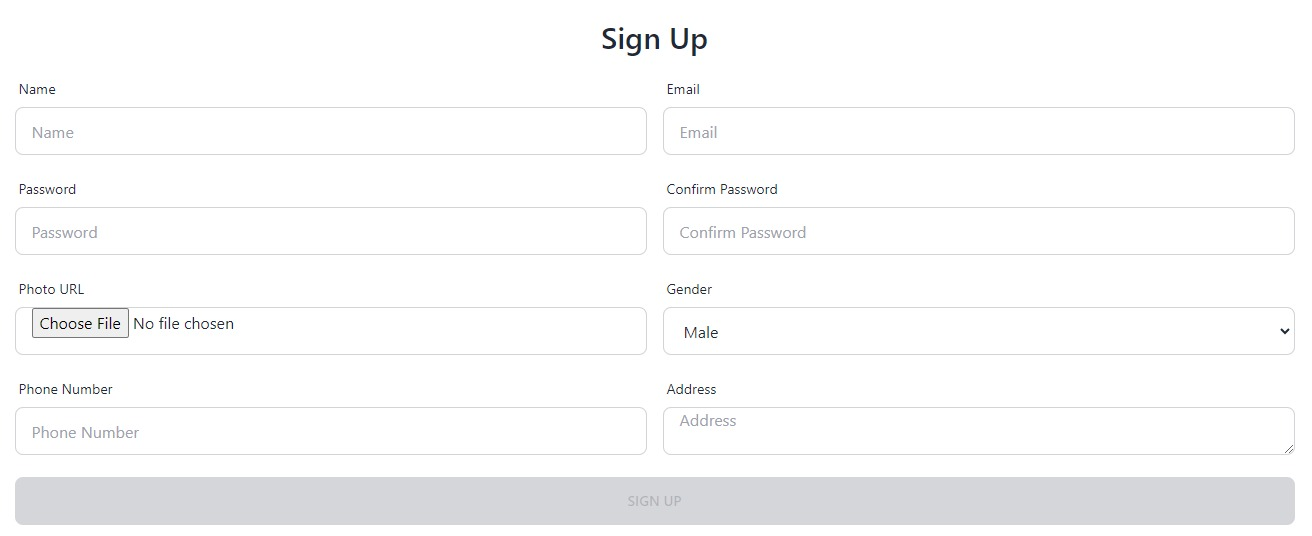 Sign Up
Name
Email
Name
Email
Password
Confirm Password
Password
Confirm Password
Photo URL
Gender
Choose File No file chosen
Male
Phone Number
Address
Phone Number
Address
SIGN UP